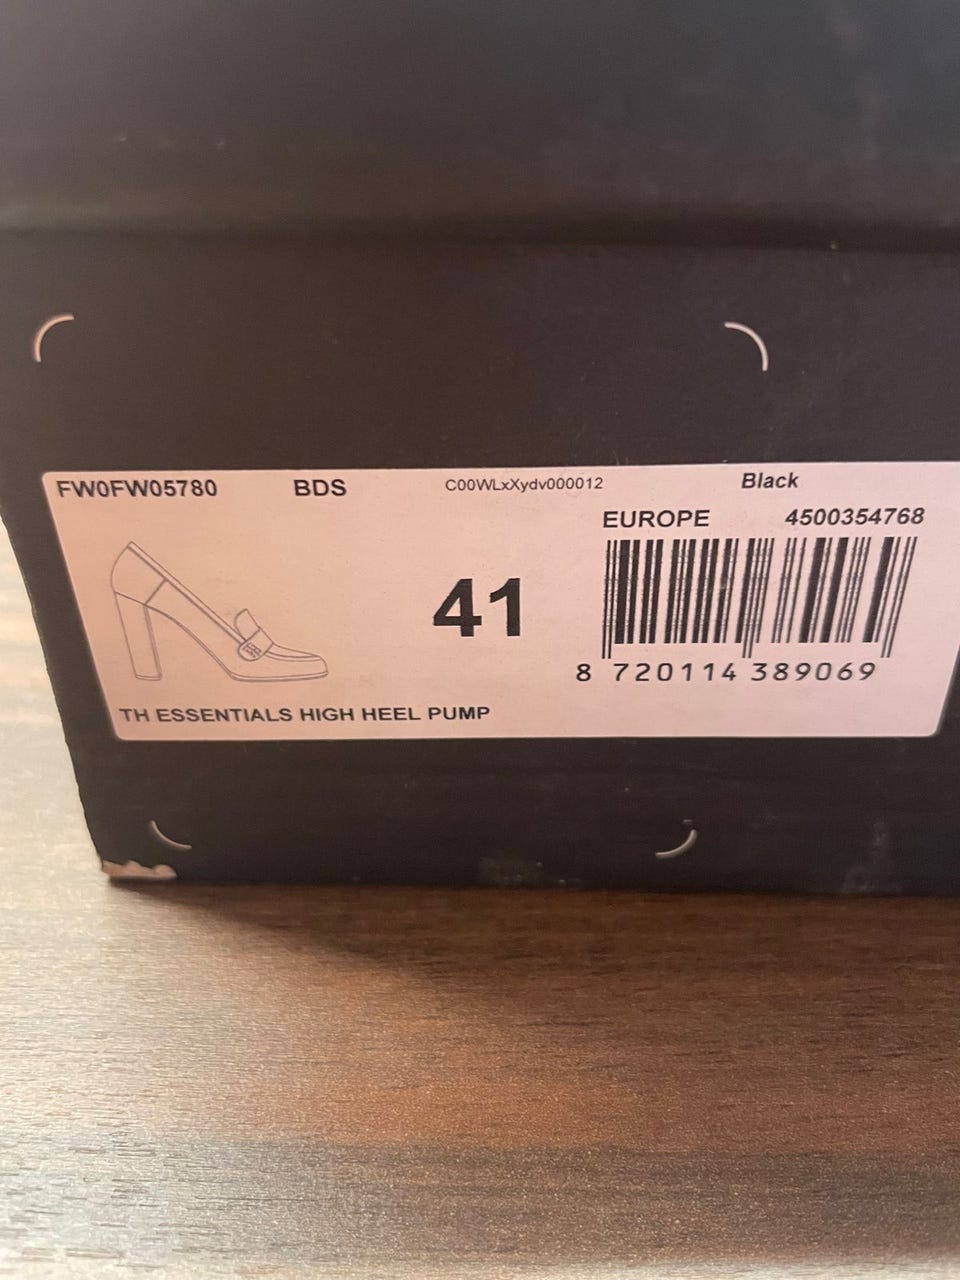 FW0FW05780 BDS C00WLxXydv000012 Black
EUROPE 4500354768
41
8 720114 389069
TH ESSENTIALS HIGH HEEL PUMP